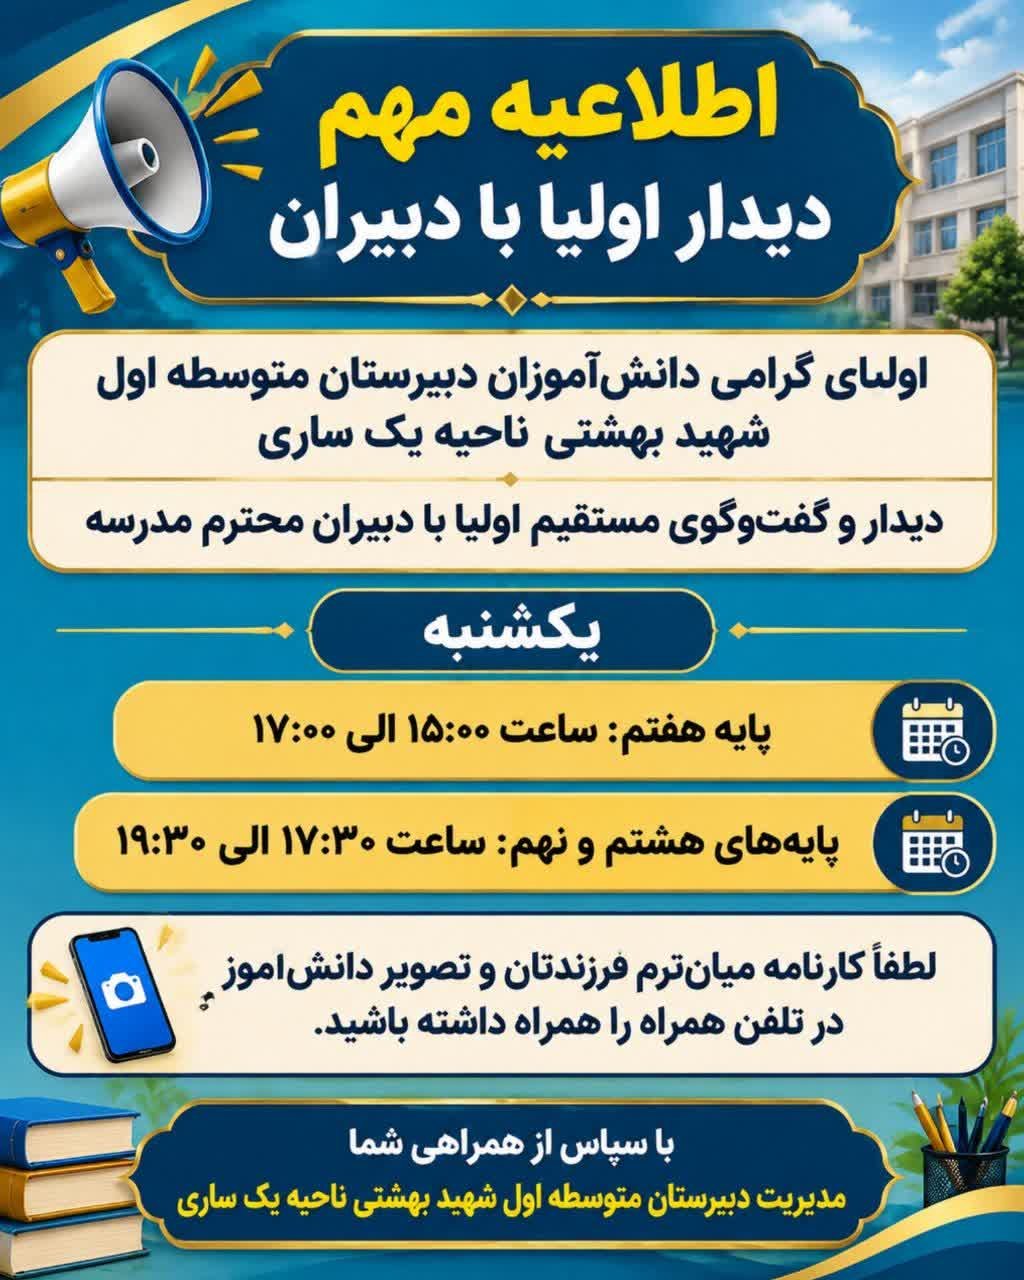 اطلاعیه مهم
دیدار اولیا با دبیران
اولیای گرامی دانش‌آموزان دبیرستان متوسطه اول
شهید بهشتی ناحیه یک ساری
دیدار و گفت‌وگوی مستقیم اولیا با دبیران محترم مدرسه
یکشنبه
پایه هفتم: ساعت ۱۵:۰۰ الی ۱۷:۰۰
پایه‌های هشتم و نهم: ساعت ۱۷:۳۰ الی ۱۹:۳۰
لطفاً کارنامه میان‌ترم فرزندتان و تصویر دانش‌اموز
در تلفن همراه را همراه داشته باشید.
با سپاس از همراهی شما
مدیریت دبیرستان متوسطه اول شهید بهشتی ناحیه یک ساری